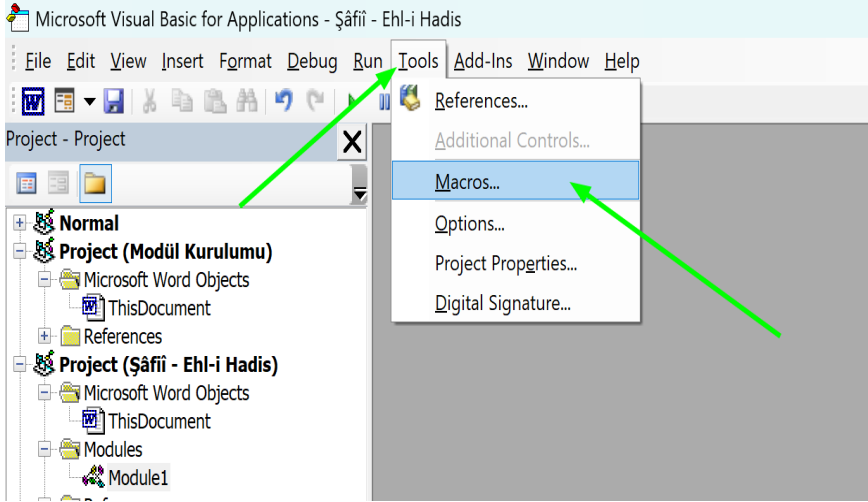 Microsoft Visual Basic for Applications - Şâfiî - Ehl-i Hadis
File Edit View Insert Format Debug Run Tools Add-Ins Window Help
References...
Project - Project
Additional Controls...
Macros...
Options...
Project Properties...
Digital Signature...
Normal
Project (Modül Kurulumu)
Microsoft Word Objects
ThisDocument
References
Project (Şâfiî - Ehl-i Hadis)
Microsoft Word Objects
ThisDocument
Modules
Module1